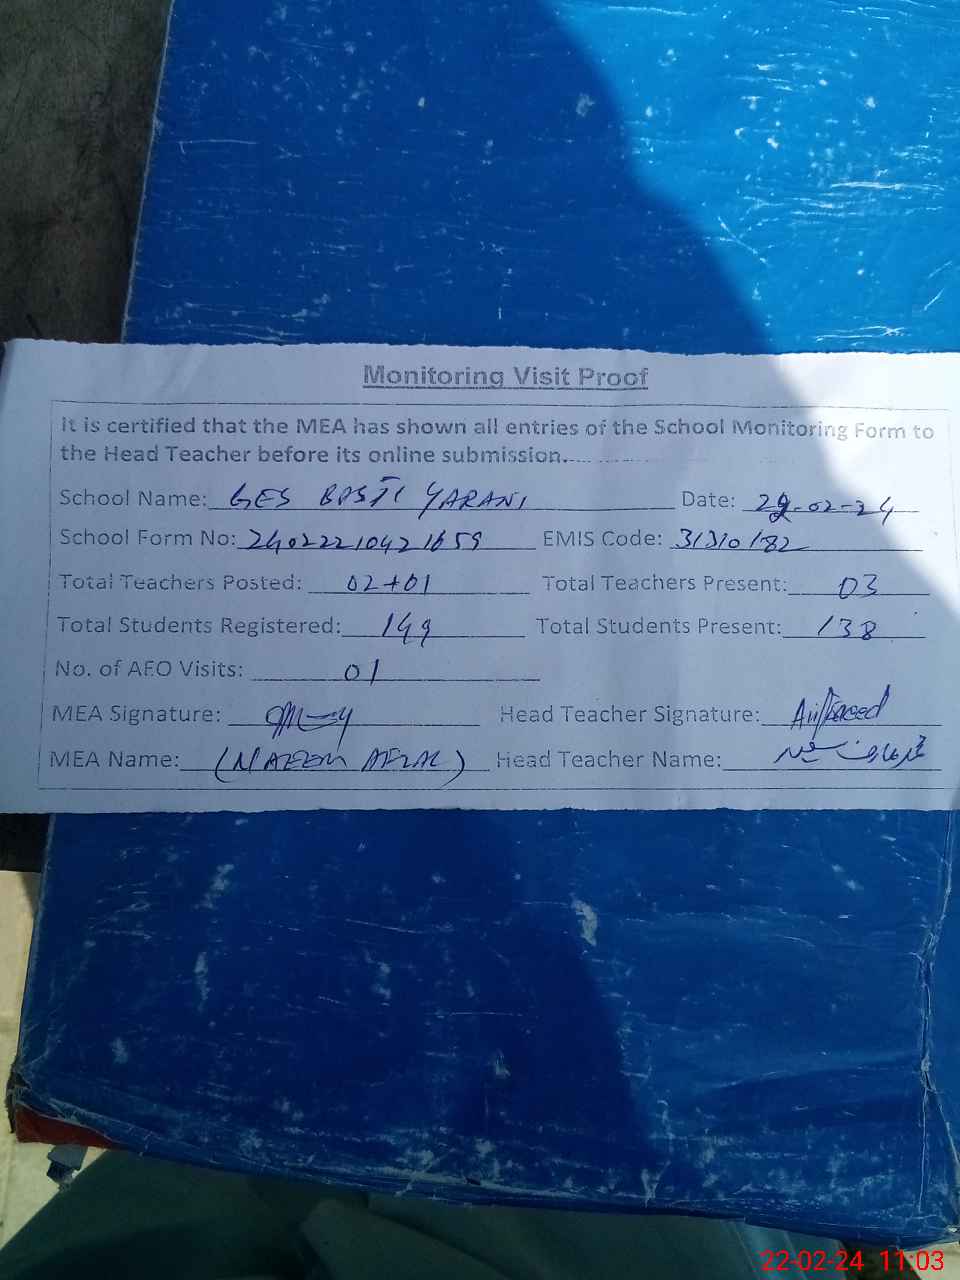 Monitoring Visit Proof
It is certified that the MEA has shown all entries of the School Monitoring Form to
the Head Teacher before its online submission.
School Name: GES BASTI YARANI Date: 22-02-24
School Form No: 24022210421659 EMIS Code: 31310182
Total Teachers Posted: 02+01 Total Teachers Present: 03
Total Students Registered: 149 Total Students Present: 138
No. of AEO Visits: 01
MEA Signature: Head Teacher Signature:
MEA Name: (NAEEM AFZAL) Head Teacher Name:
22-02-24 11:03